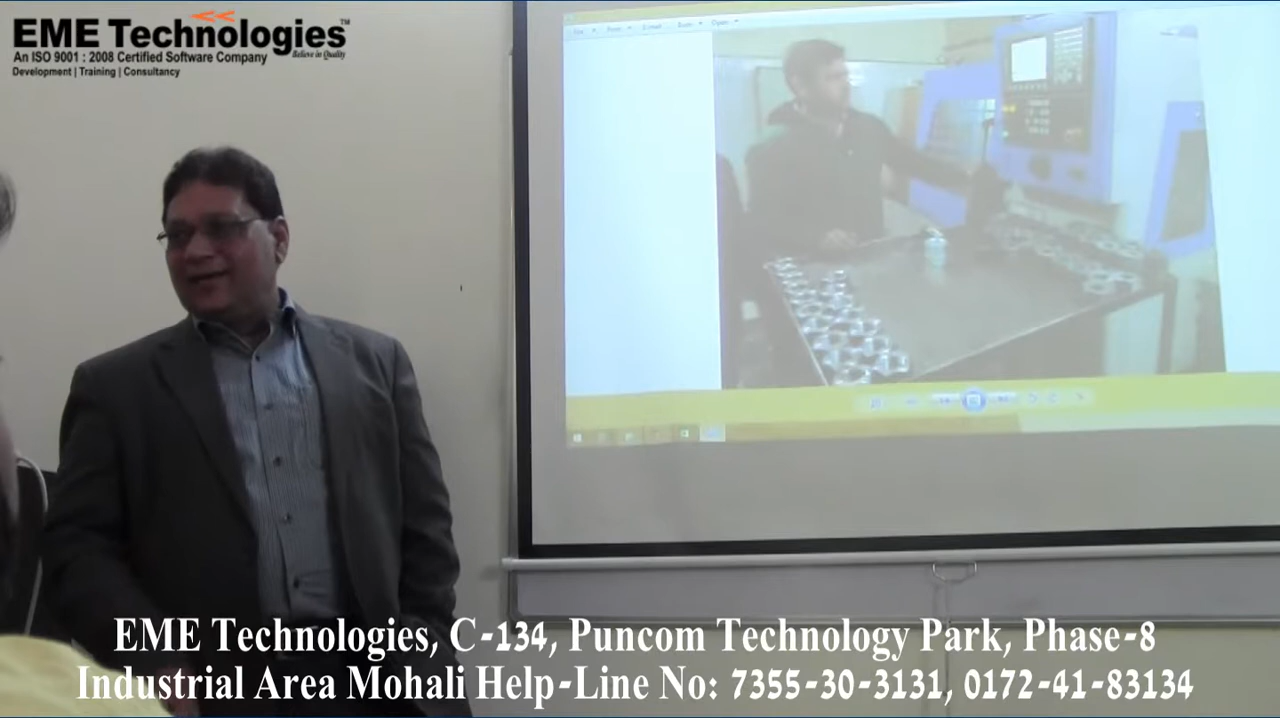 EME Technologies™
An ISO 9001 : 2008 Certified Software Company
Believe in Quality
Development | Training | Consultancy
EME Technologies, C-134, Puncom Technology Park, Phase-8
Industrial Area Mohali Help-Line No: 7355-30-3131, 0172-41-83134